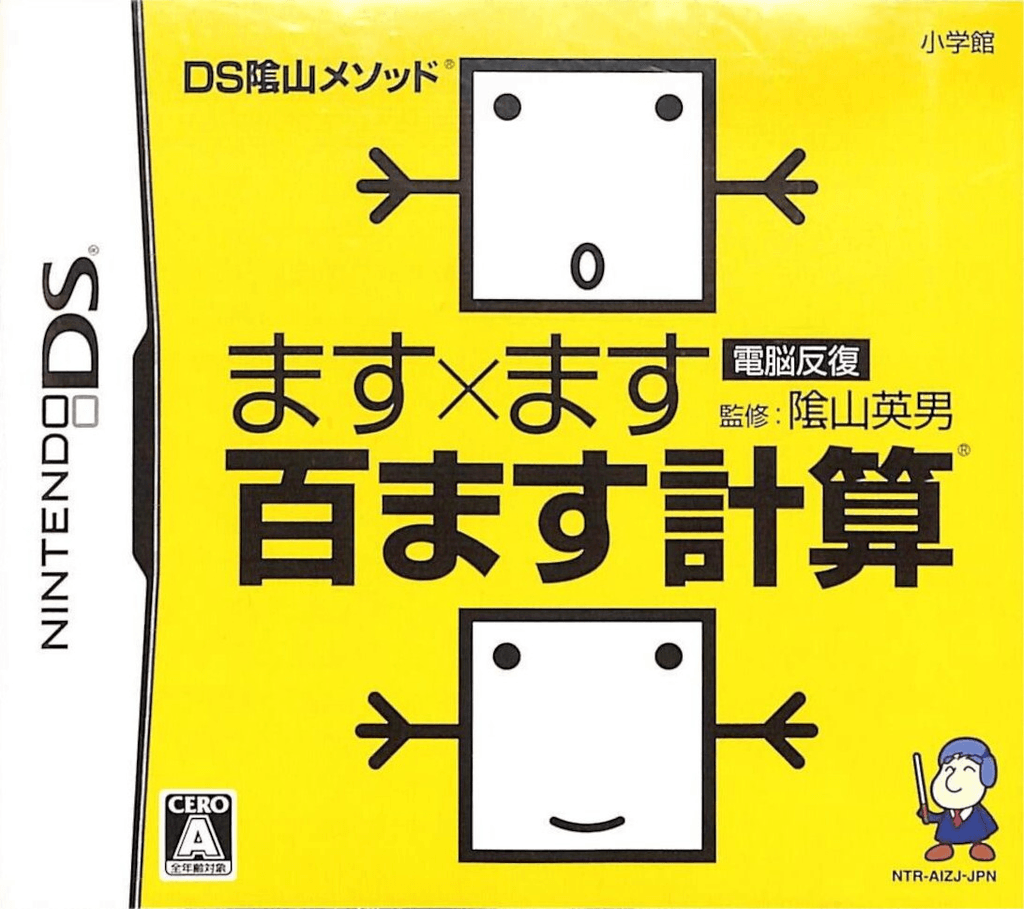 小学館
DS陰山メソッド®
ます×ます
電脳反復
監修:陰山英男
百ます計算®
NINTENDO DS®
CERO
A
全年齢対象
NTR-AIZJ-JPN